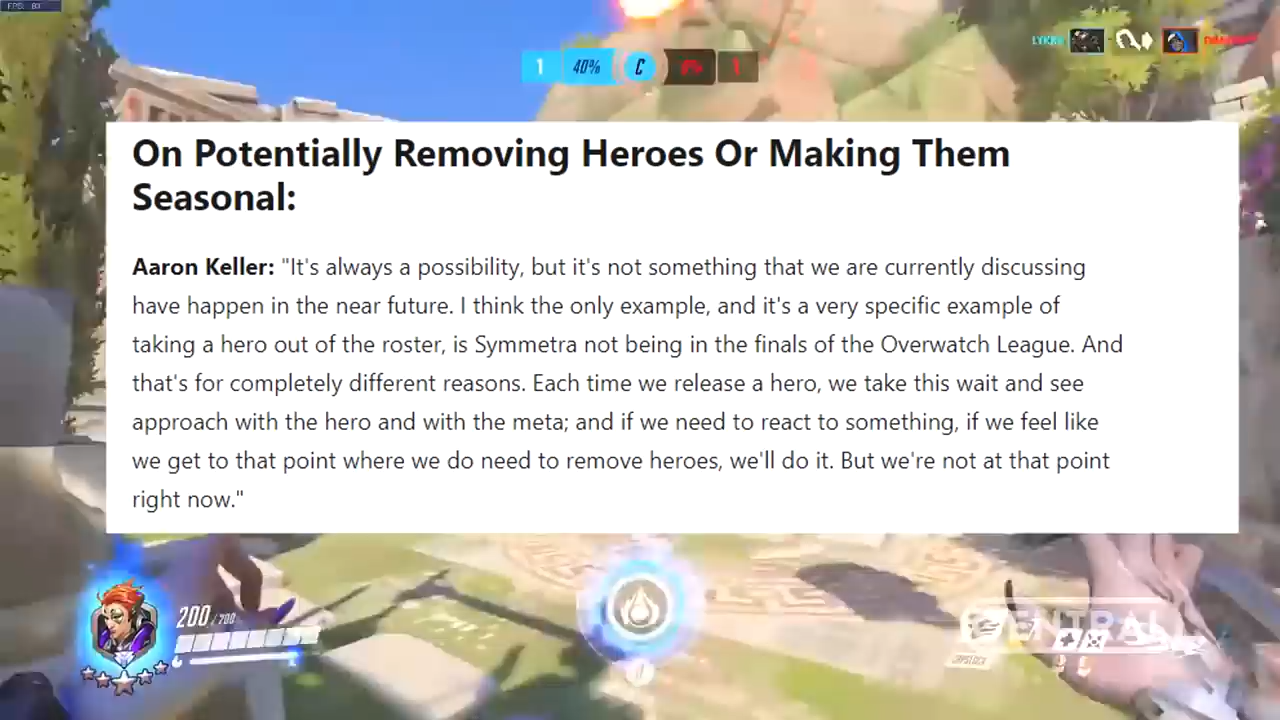 FPS: 80
1 40% C 0% 1
On Potentially Removing Heroes Or Making Them
Seasonal:
Aaron Keller: "It's always a possibility, but it's not something that we are currently discussing
have happen in the near future. I think the only example, and it's a very specific example of
taking a hero out of the roster, is Symmetra not being in the finals of the Overwatch League. And
that's for completely different reasons. Each time we release a hero, we take this wait and see
approach with the hero and with the meta; and if we need to react to something, if we feel like
we get to that point where we do need to remove heroes, we'll do it. But we're not at that point
right now."
200 / 200
CENTRAL